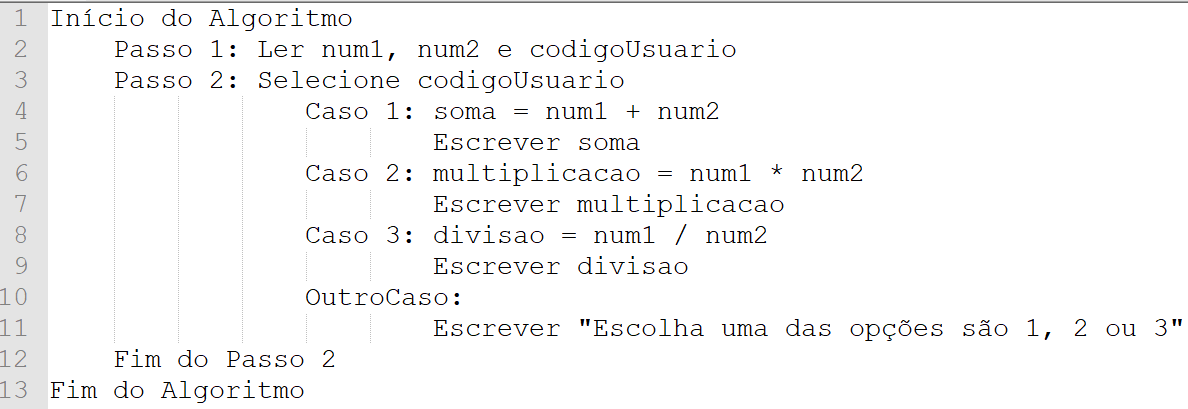 1 Início do Algoritmo
2 Passo 1: Ler num1, num2 e codigoUsuario
3 Passo 2: Selecione codigoUsuario
4 Caso 1: soma = num1 + num2
5 Escrever soma
6 Caso 2: multiplicacao = num1 * num2
7 Escrever multiplicacao
8 Caso 3: divisao = num1 / num2
9 Escrever divisao
10 OutroCaso:
11 Escrever "Escolha uma das opções são 1, 2 ou 3"
12 Fim do Passo 2
13 Fim do Algoritmo